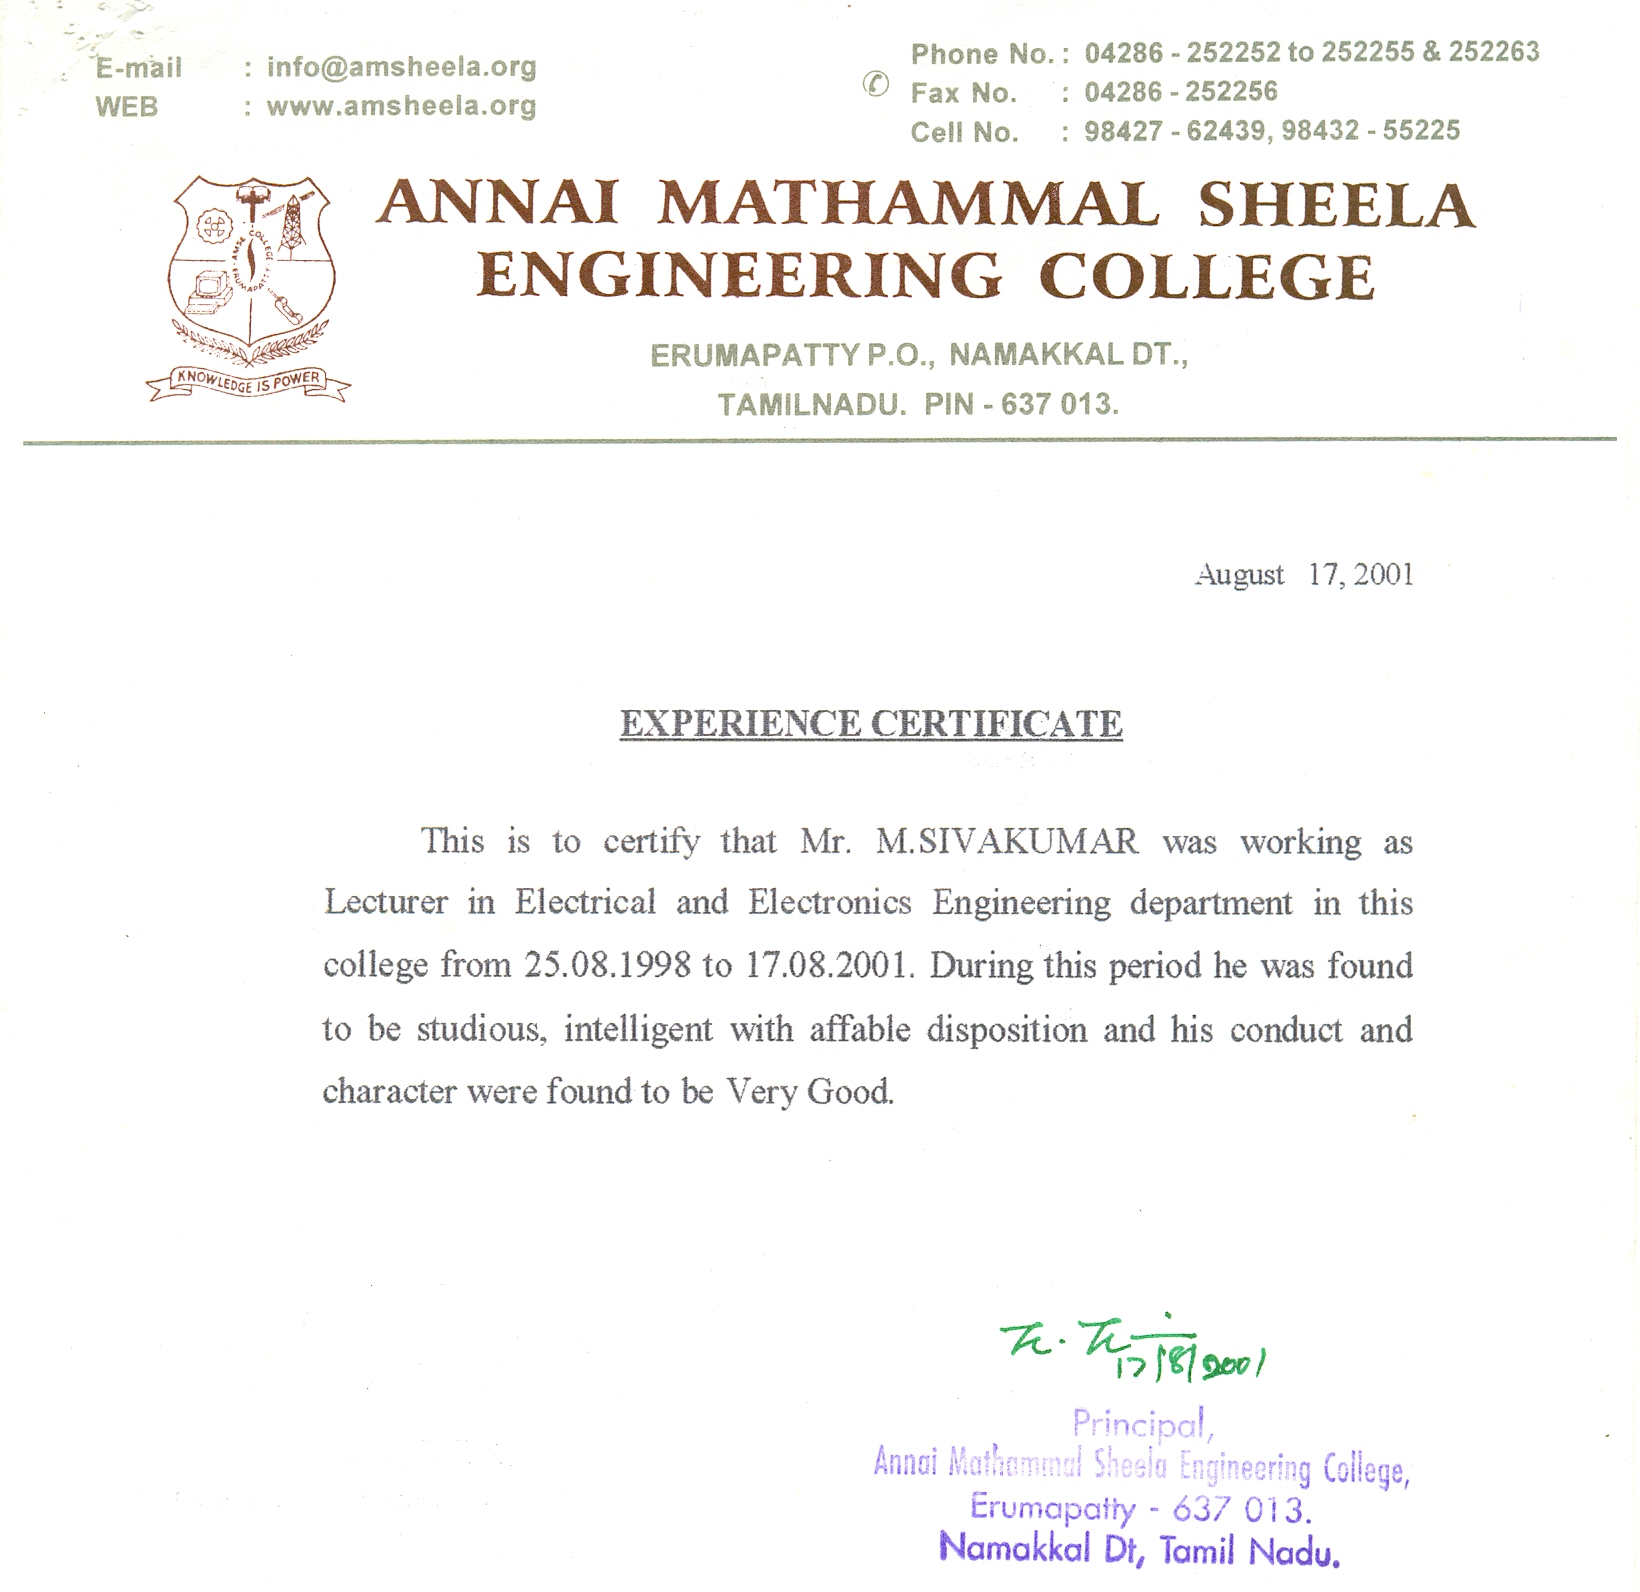 E-mail : info@amsheela.org
WEB : www.amsheela.org
Phone No. : 04286 - 252252 to 252255 & 252263
Fax No. : 04286 - 252256
Cell No. : 98427 - 62439, 98432 - 55225
ANNAI MATHAMMAL SHEELA
ENGINEERING COLLEGE
AMSE COLLEGE
ERUMAPATTY
KNOWLEDGE IS POWER
ERUMAPATTY P.O., NAMAKKAL DT.,
TAMILNADU. PIN - 637 013.
August 17, 2001
EXPERIENCE CERTIFICATE
This is to certify that Mr. M.SIVAKUMAR was working as
Lecturer in Electrical and Electronics Engineering department in this
college from 25.08.1998 to 17.08.2001. During this period he was found
to be studious, intelligent with affable disposition and his conduct and
character were found to be Very Good.
17/8/2001
Principal,
Annai Mathammal Sheela Engineering College,
Erumapatty - 637 013.
Namakkal Dt, Tamil Nadu.